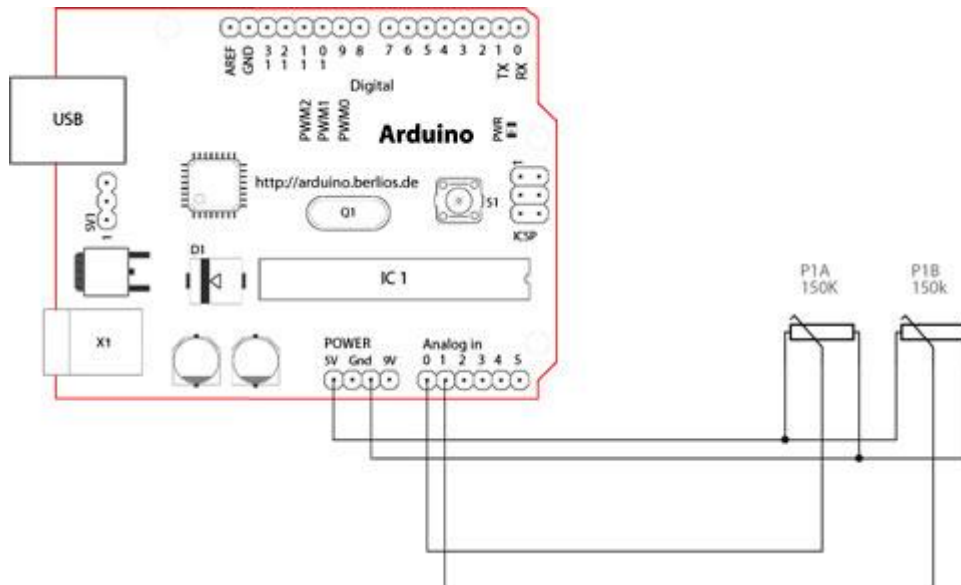 AREF GND 13 12 11 10 9 8 7 6 5 4 3 2 1 0
TX RX
Digital
PWM2 PWM1 PWM0
Arduino
PWR
USB
http://arduino.berlios.de
Q1
S1
1
ICSP
SV1
1
D1
IC 1
X1
POWER
5V Gnd 9V
Analog in
0 1 2 3 4 5
P1A
150K
P1B
150k